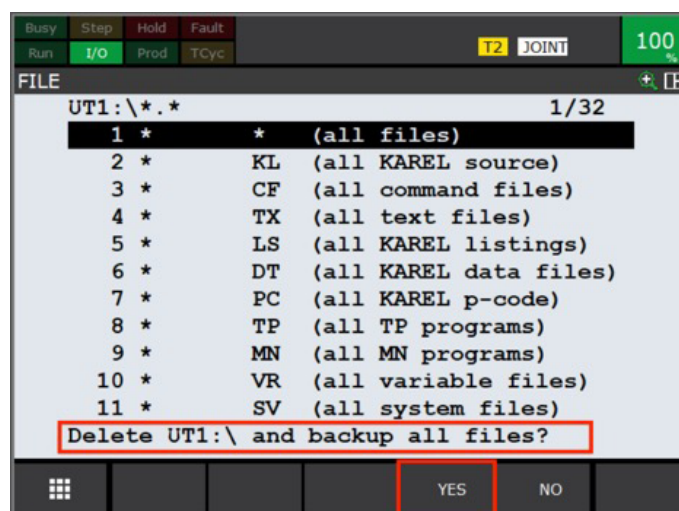 Busy Step Hold Fault
Run I/O Prod TCyc
T2 JOINT
100
%
FILE
UT1:\*.* 1/32
1 * * (all files)
2 * KL (all KAREL source)
3 * CF (all command files)
4 * TX (all text files)
5 * LS (all KAREL listings)
6 * DT (all KAREL data files)
7 * PC (all KAREL p-code)
8 * TP (all TP programs)
9 * MN (all MN programs)
10 * VR (all variable files)
11 * SV (all system files)
Delete UT1:\ and backup all files?
YES NO